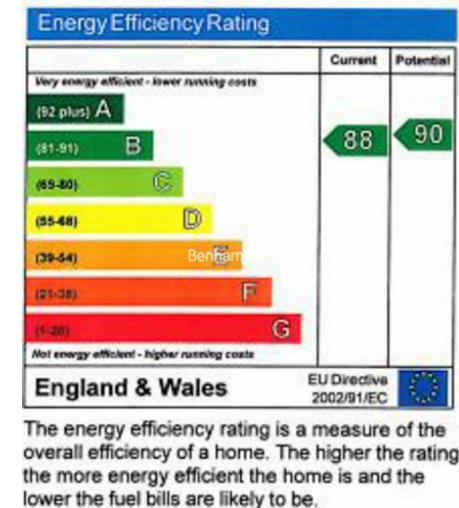 Energy Efficiency Rating
Current Potential
Very energy efficient - lower running costs
(92 plus) A
(81-91) B
88 90
(69-80) C
(55-68) D
(39-54) E
Benham
(21-38) F
(1-20) G
Not energy efficient - higher running costs
England & Wales
EU Directive
2002/91/EC
The energy efficiency rating is a measure of the
overall efficiency of a home. The higher the rating
the more energy efficient the home is and the
lower the fuel bills are likely to be.